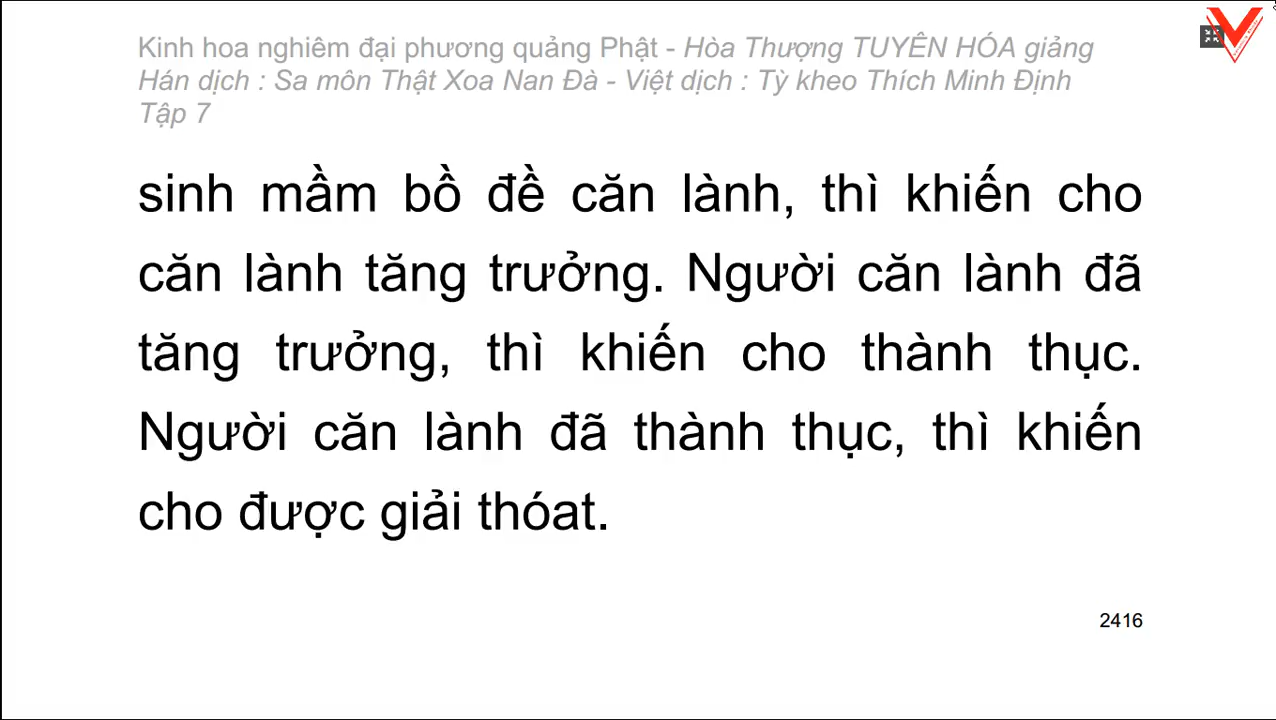 Kinh hoa nghiêm đại phương quảng Phật - Hòa Thượng TUYÊN HÓA giảng
Hán dịch : Sa môn Thật Xoa Nan Đà - Việt dịch : Tỳ kheo Thích Minh Định
Tập 7
sinh mầm bồ đề căn lành, thì khiến cho
căn lành tăng trưởng. Người căn lành đã
tăng trưởng, thì khiến cho thành thục.
Người căn lành đã thành thục, thì khiến
cho được giải thóat.
2416